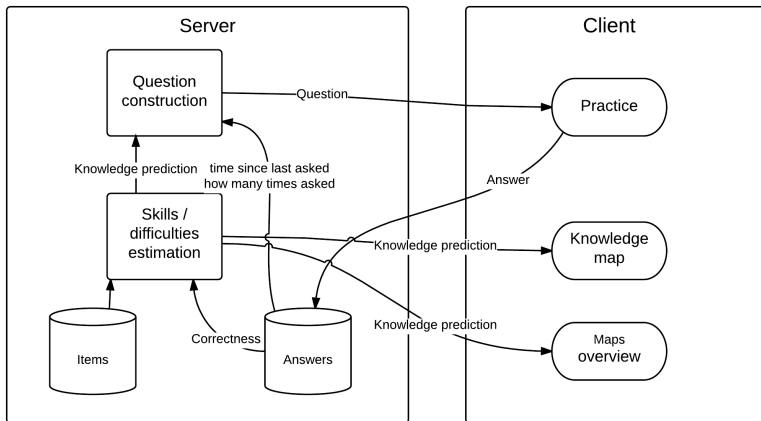 Server
Client
Question
construction
Question
Practice
Knowledge prediction
time since last asked
how many times asked
Answer
Skills /
difficulties
estimation
Knowledge prediction
Knowledge
map
Knowledge prediction
Maps
overview
Correctness
Items
Answers